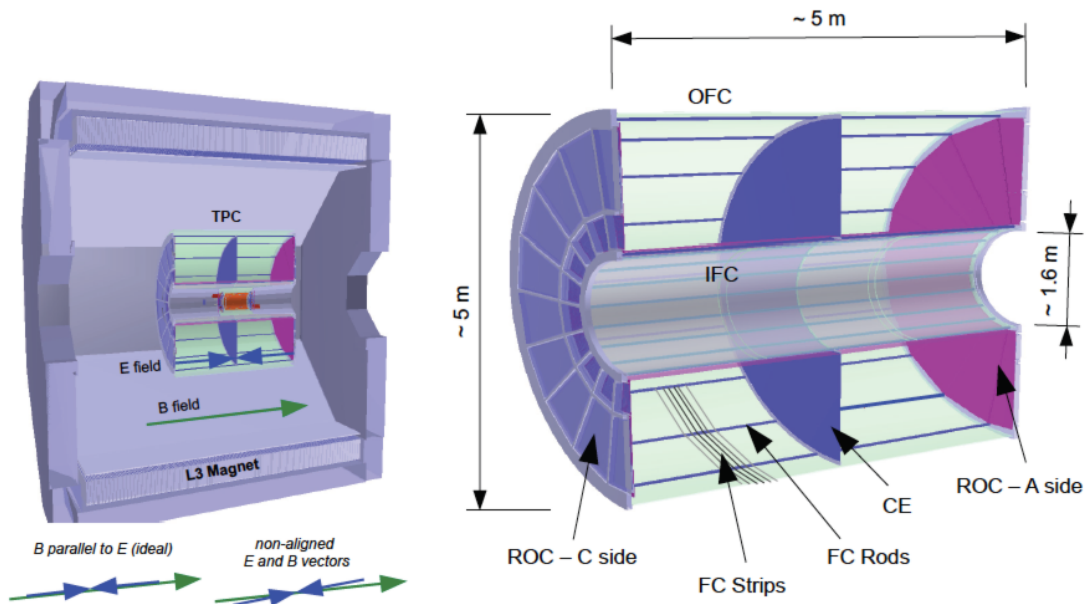 TPC
E field
B field
L3 Magnet
B parallel to E (ideal)
non-aligned
E and B vectors
~ 5 m
OFC
~ 5 m
IFC
~ 1.6 m
ROC – A side
CE
ROC – C side
FC Rods
FC Strips